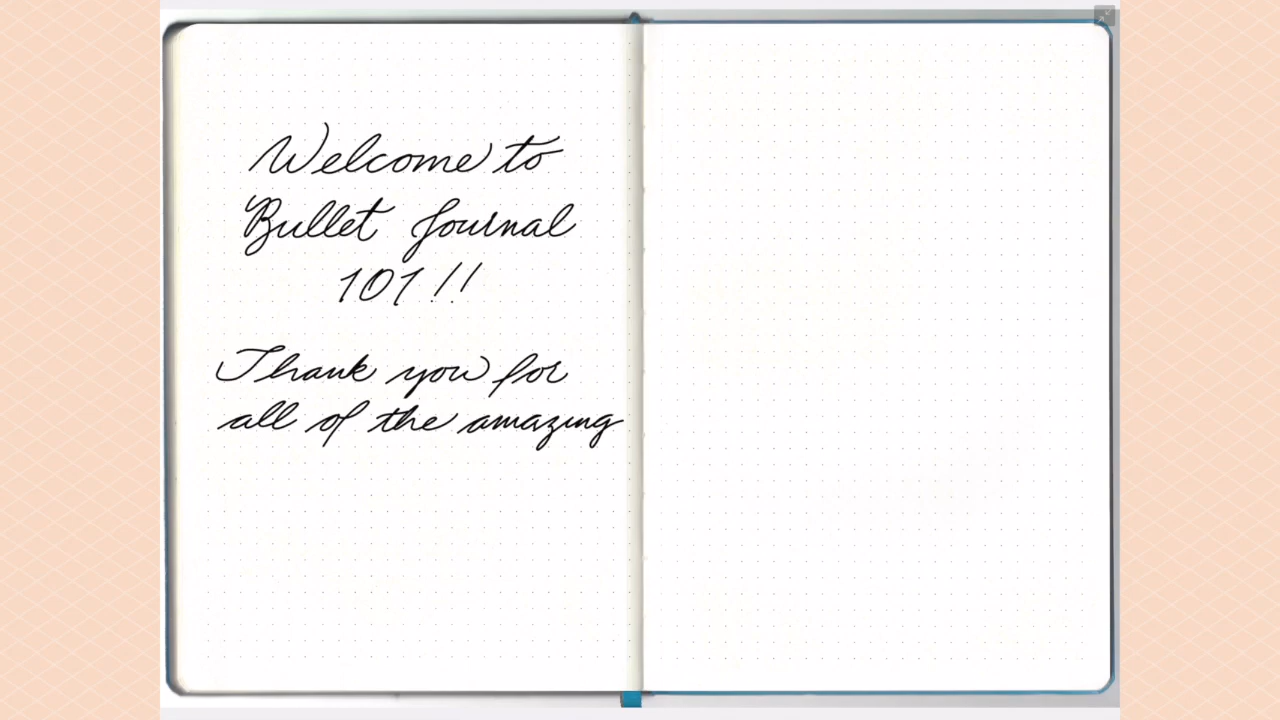 Welcome to
Bullet Journal
101!!
Thank you for
all of the amazing